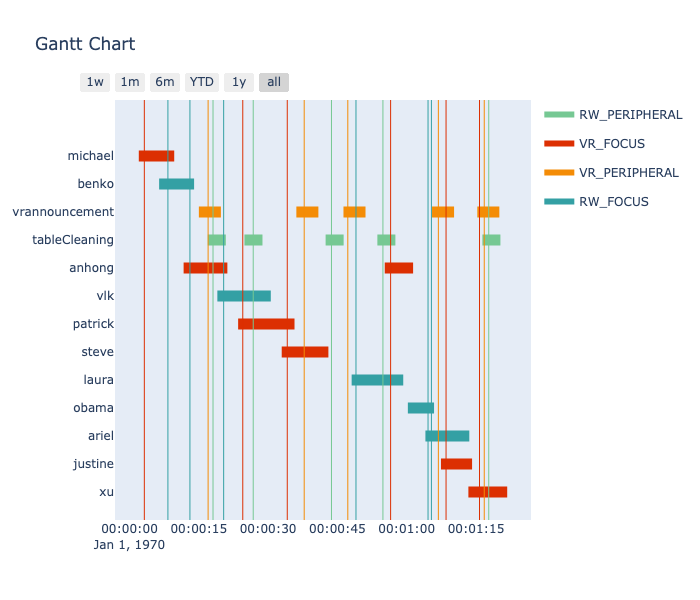 Gantt Chart
1w 1m 6m YTD 1y all
RW_PERIPHERAL
VR_FOCUS
VR_PERIPHERAL
RW_FOCUS
michael
benko
vrannouncement
tableCleaning
anhong
vlk
patrick
steve
laura
obama
ariel
justine
xu
00:00:00 00:00:15 00:00:30 00:00:45 00:01:00 00:01:15
Jan 1, 1970